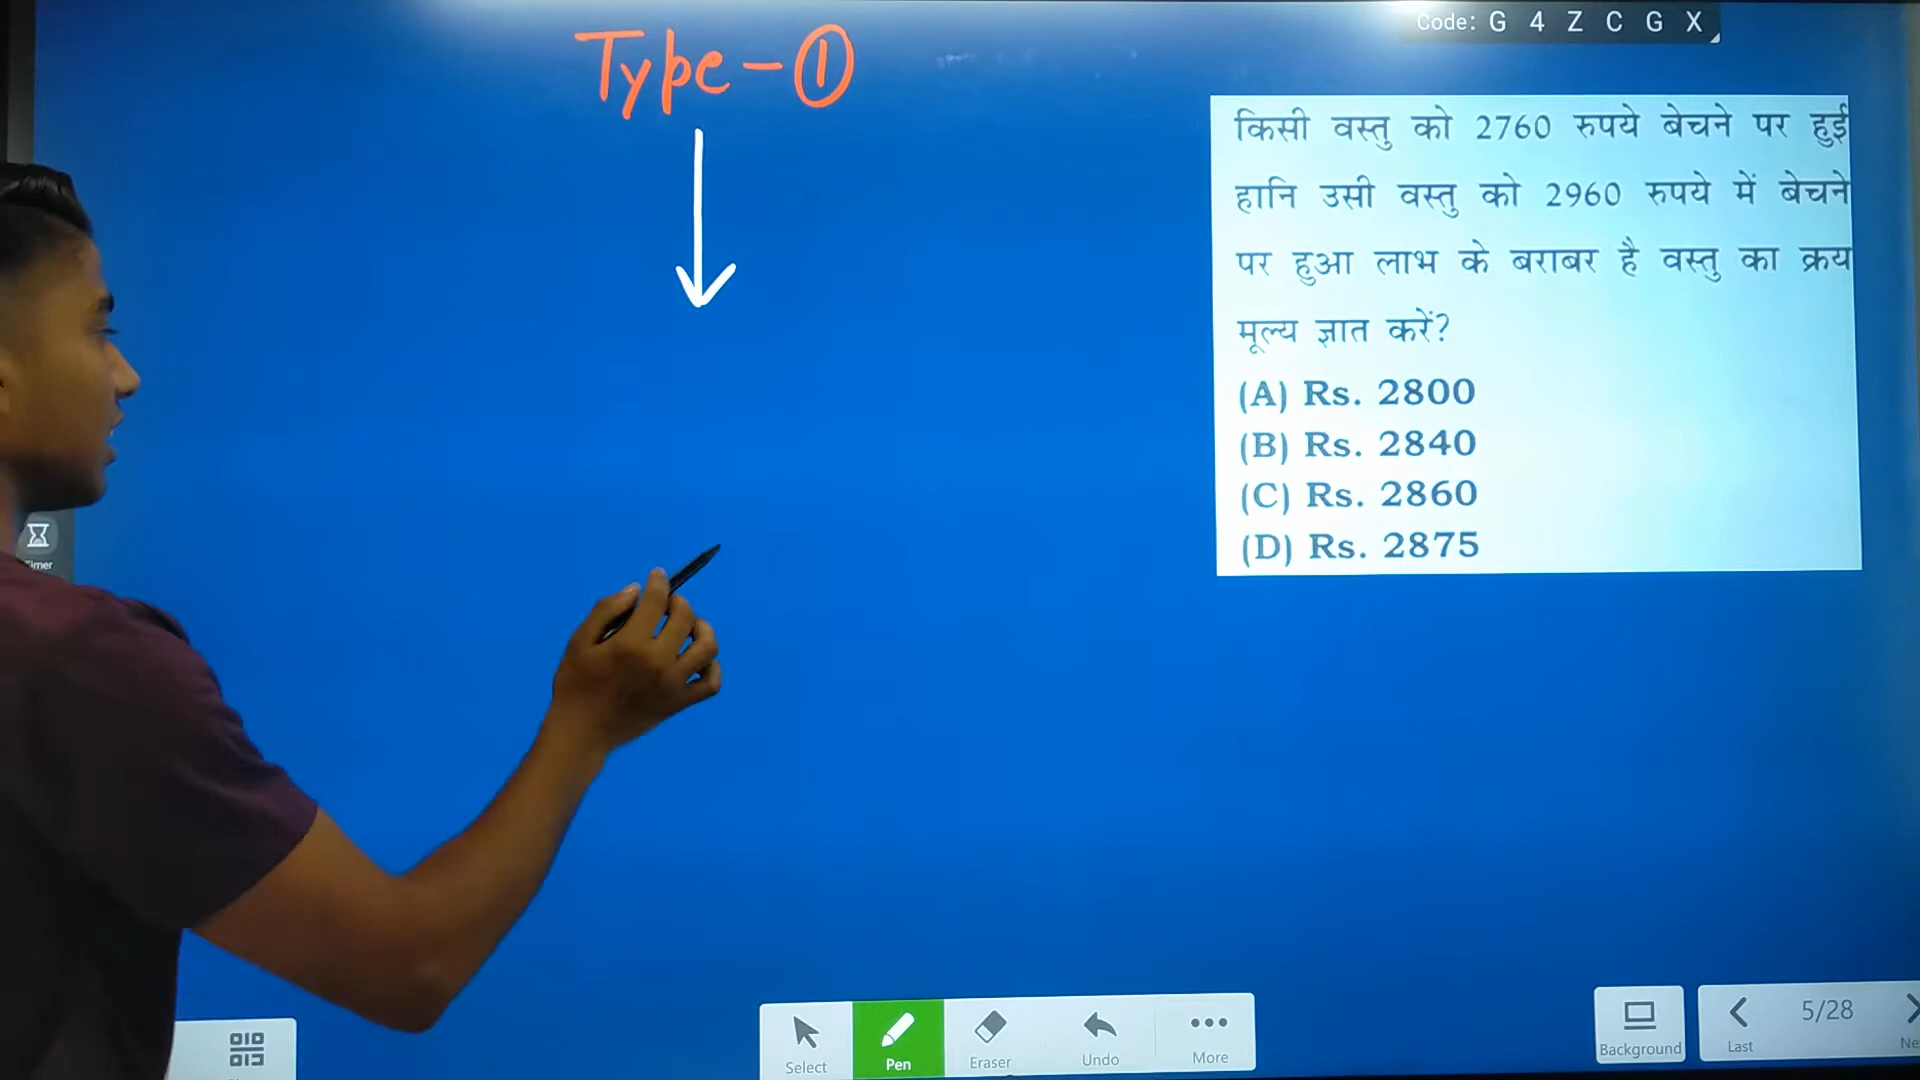 Code: G 4 Z C G X
Type-①
किसी वस्तु को 2760 रुपये बेचने पर हुई
हानि उसी वस्तु को 2960 रुपये में बेचने
पर हुआ लाभ के बराबर है वस्तु का क्रय
मूल्य ज्ञात करें?
(A) Rs. 2800
(B) Rs. 2840
(C) Rs. 2860
(D) Rs. 2875
Select
Pen
Eraser
Undo
More
Background
Last
5/28